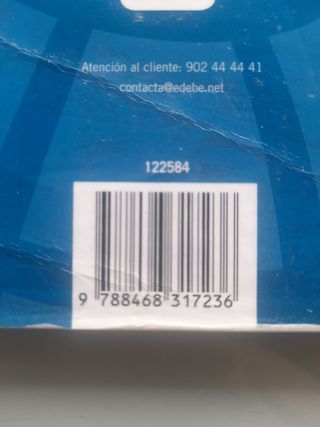 Atención al cliente: 902 44 44 41
contacta@edebe.net
122584
9 788468 317236